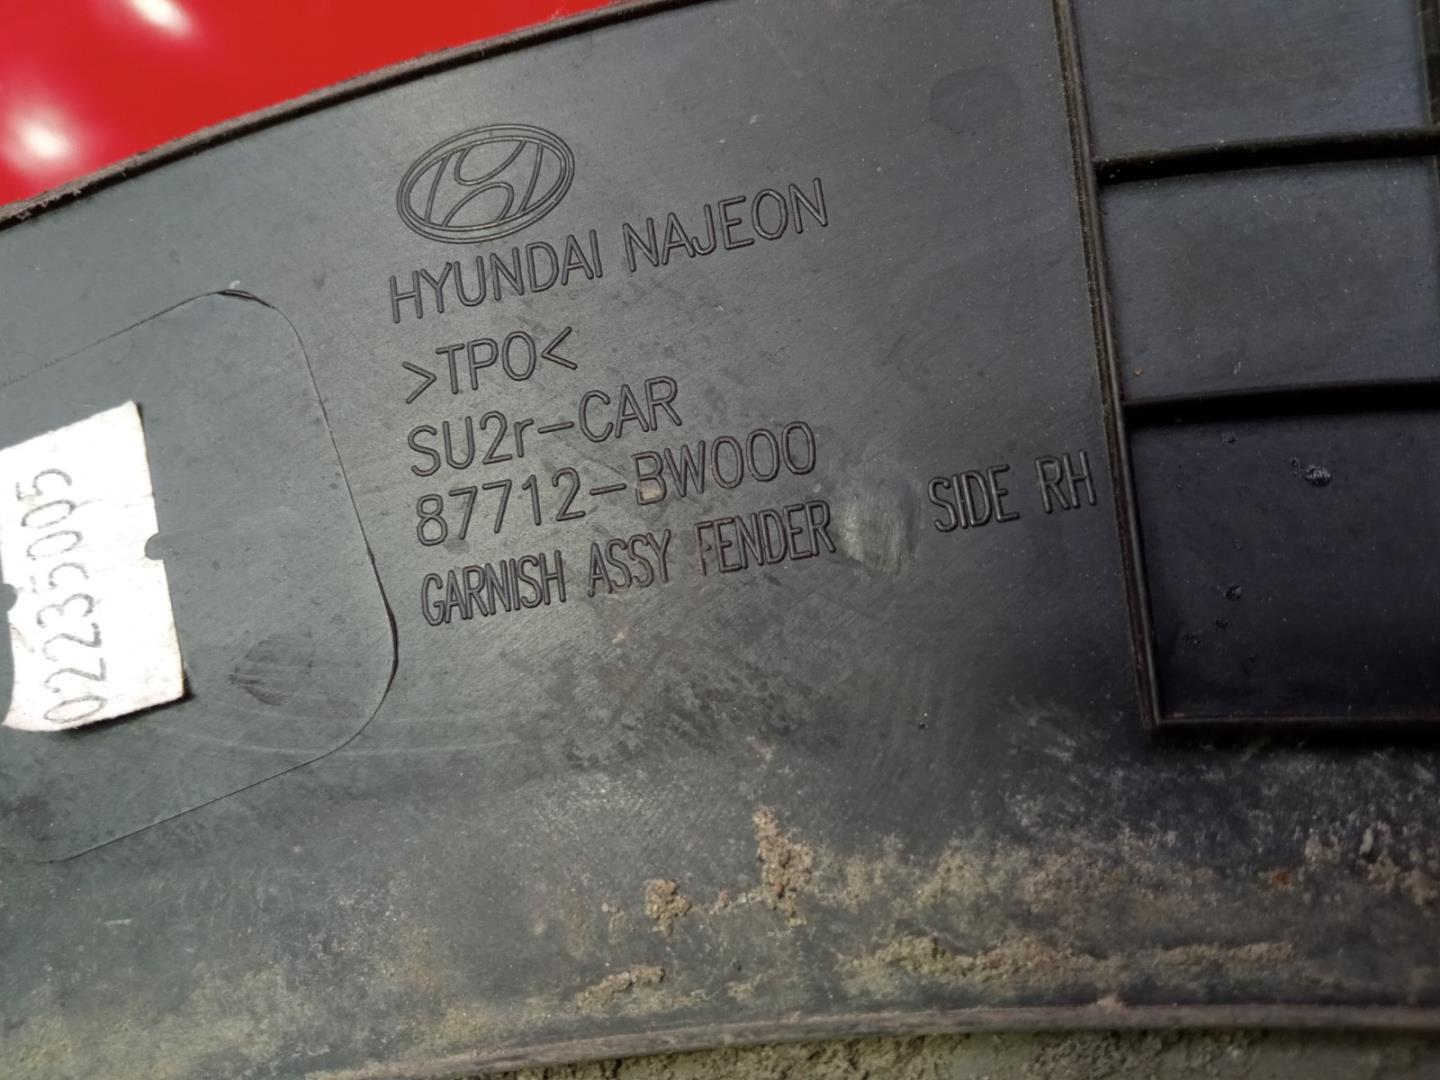 HYUNDAI NAJEON
>TPO<
SU2r-CAR
87712-BW000
GARNISH ASSY FENDER SIDE RH
02235005